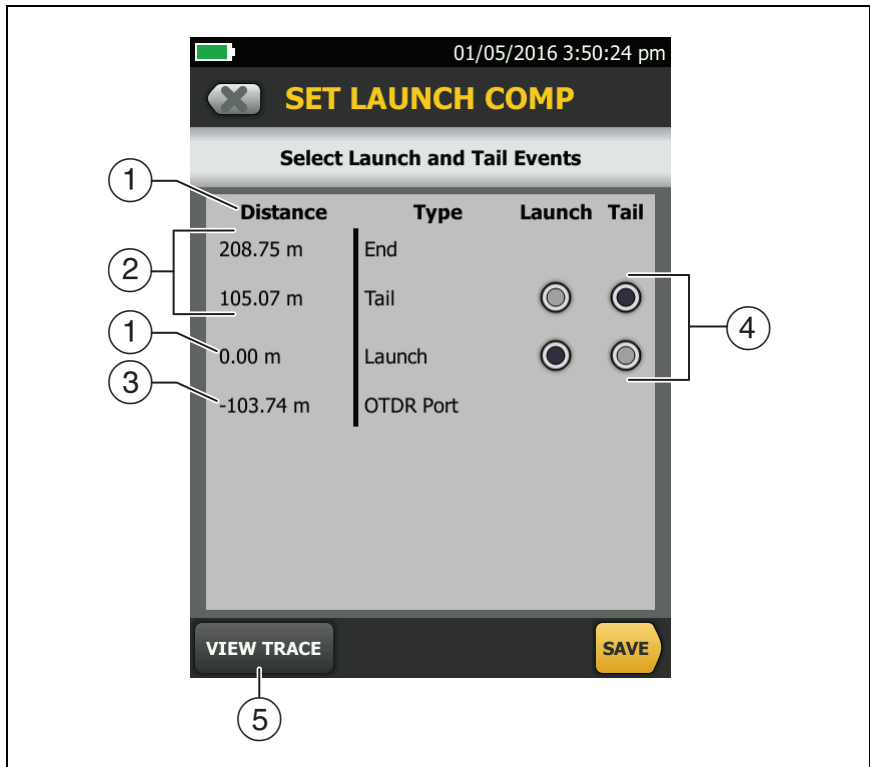 01/05/2016 3:50:24 pm
SET LAUNCH COMP
Select Launch and Tail Events
1
Distance Type Launch Tail
2
208.75 m End
105.07 m Tail
4
1
0.00 m Launch
3
-103.74 m OTDR Port
VIEW TRACE SAVE
5